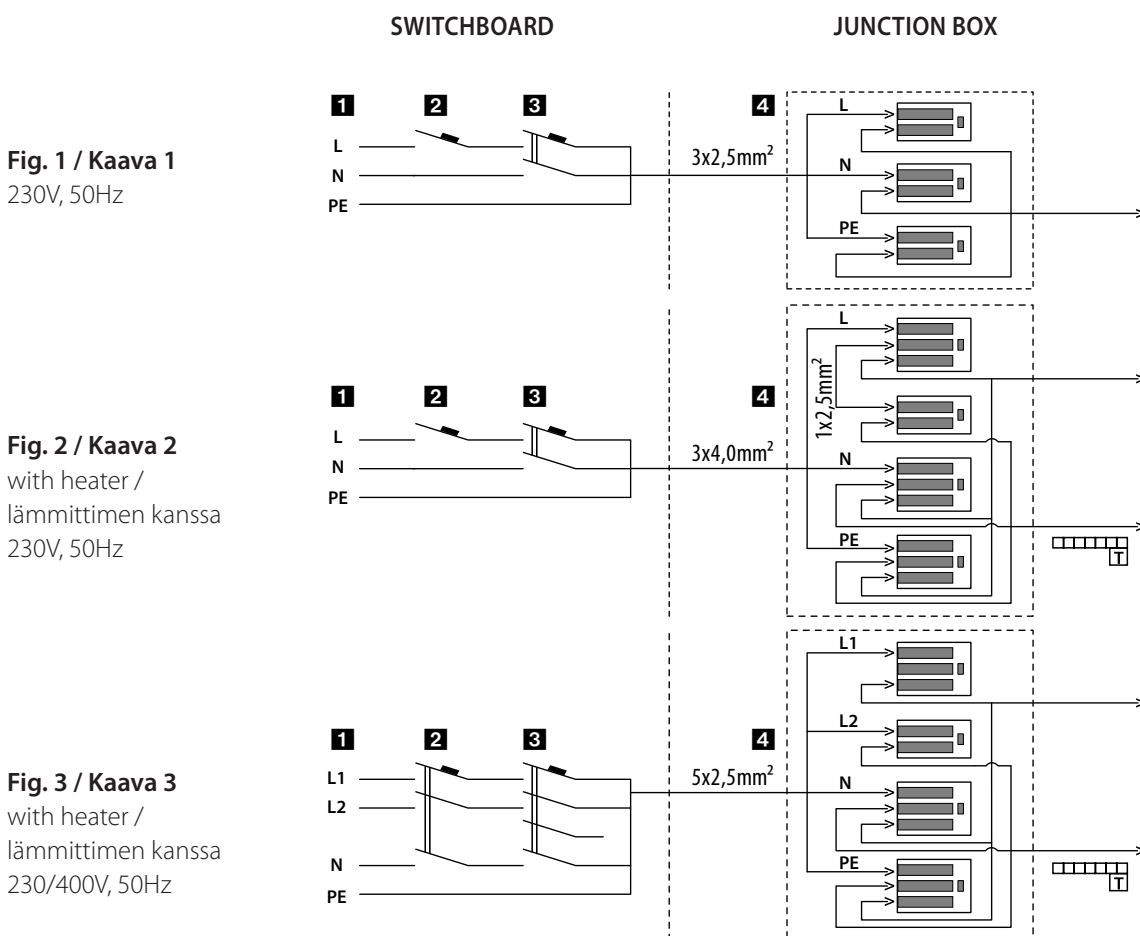 SWITCHBOARD
JUNCTION BOX
Fig. 1 / Kaava 1
230V, 50Hz
1
2
3
4
L
N
PE
3x2,5mm²
L
N
PE
Fig. 2 / Kaava 2
with heater /
lämmittimen kanssa
230V, 50Hz
1
2
3
4
L
N
PE
3x4,0mm²
L
1x2,5mm²
N
PE
T
Fig. 3 / Kaava 3
with heater /
lämmittimen kanssa
230/400V, 50Hz
1
2
3
4
L1
L2
N
PE
5x2,5mm²
L1
L2
N
PE
T